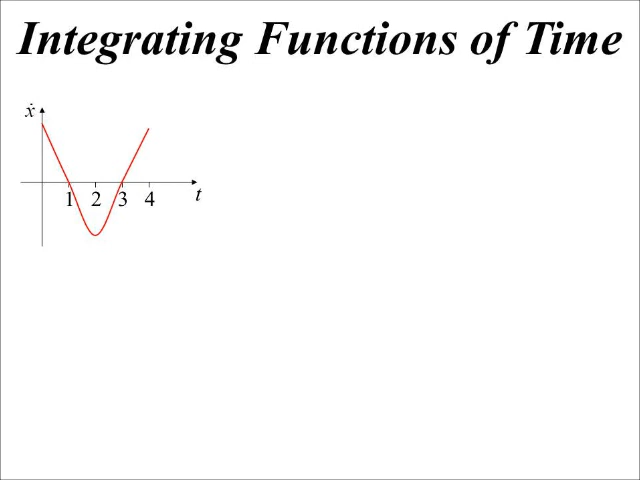 Integrating Functions of Time
ẋ
1 2 3 4 t